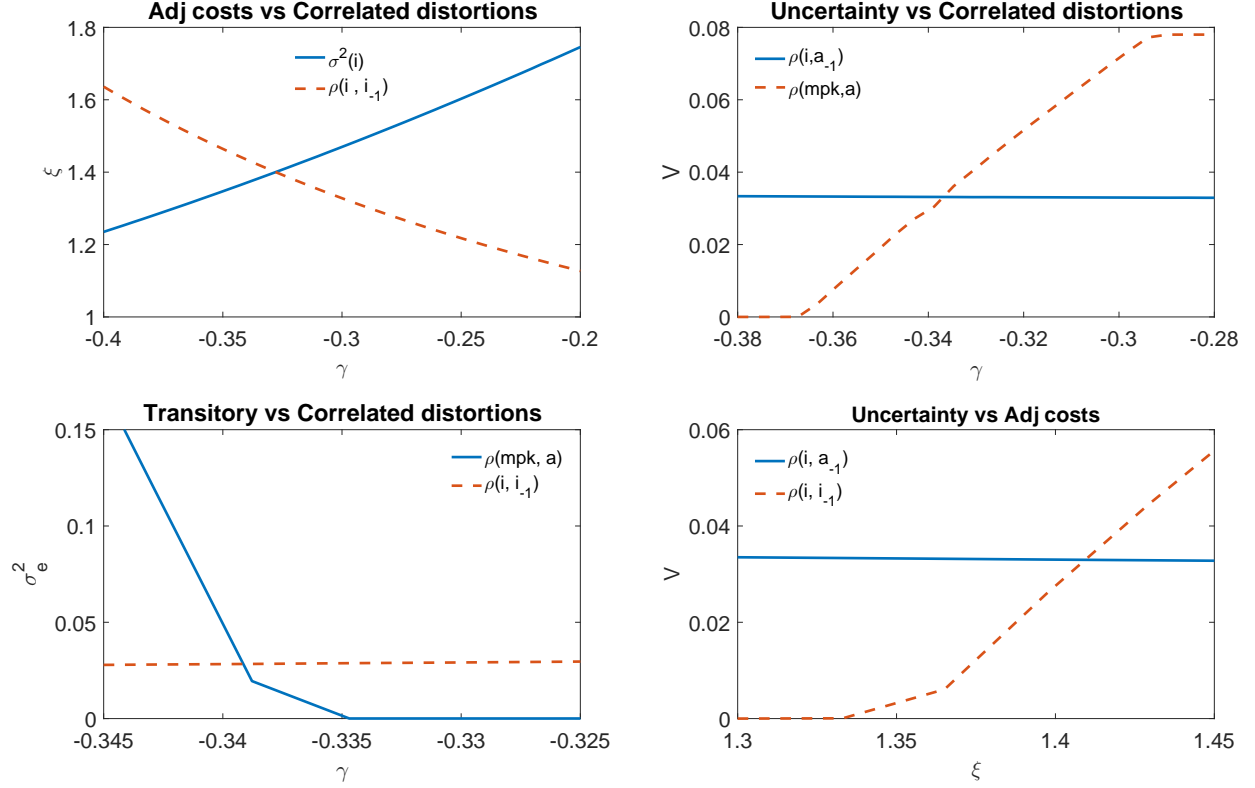 Adj costs vs Correlated distortions
1.8
1.6
1.4
1.2
1
ξ
σ²(i)
ρ(i , i₋₁)
-0.4
-0.35
-0.3
-0.25
-0.2
γ
Uncertainty vs Correlated distortions
0.08
0.06
0.04
0.02
0
V
ρ(i,a₋₁)
ρ(mpk,a)
-0.38
-0.36
-0.34
-0.32
-0.3
-0.28
γ
Transitory vs Correlated distortions
0.15
0.1
0.05
0
σ²ₑ
ρ(mpk, a)
ρ(i, i₋₁)
-0.345
-0.34
-0.335
-0.33
-0.325
γ
Uncertainty vs Adj costs
0.06
0.04
0.02
0
V
ρ(i, a₋₁)
ρ(i, i₋₁)
1.3
1.35
1.4
1.45
ξ